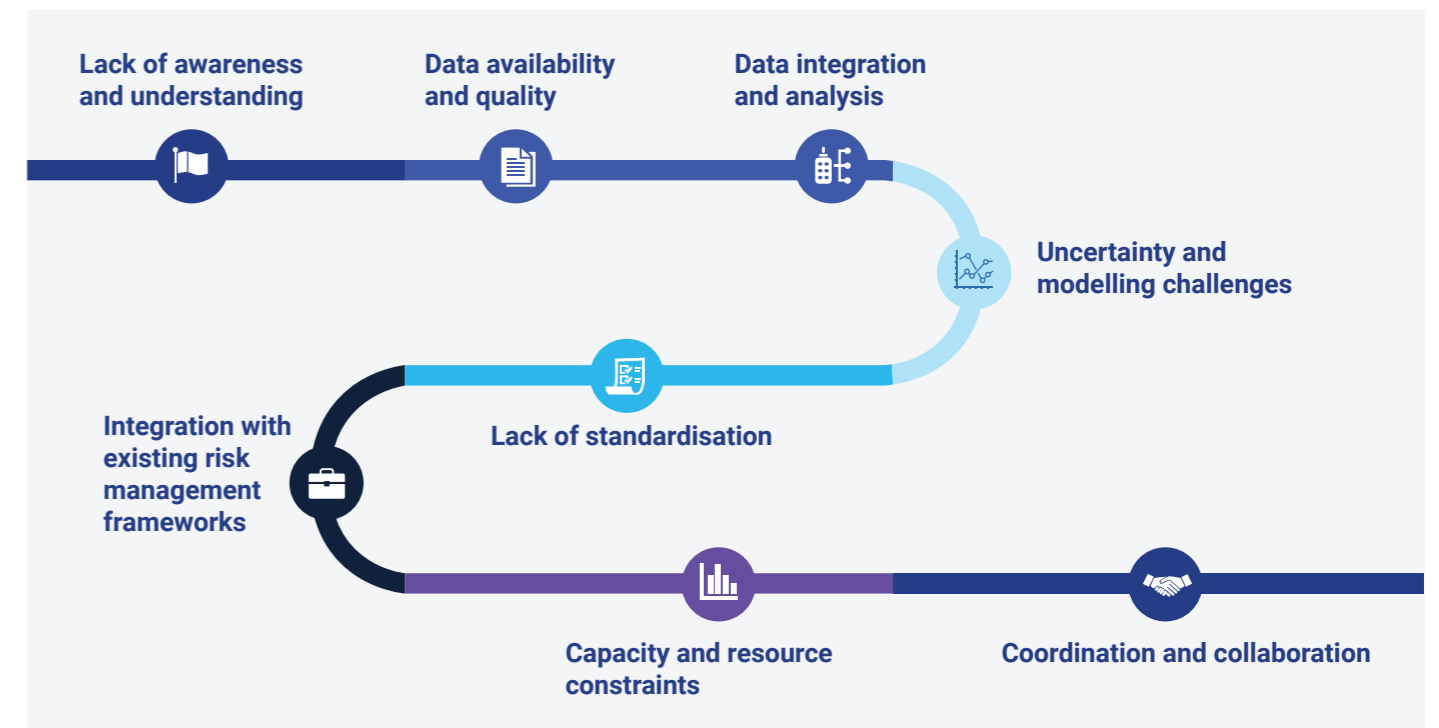 Lack of awareness
and understanding
Data availability
and quality
Data integration
and analysis
Uncertainty and
modelling challenges
Lack of standardisation
Integration with
existing risk
management
frameworks
Capacity and resource
constraints
Coordination and collaboration